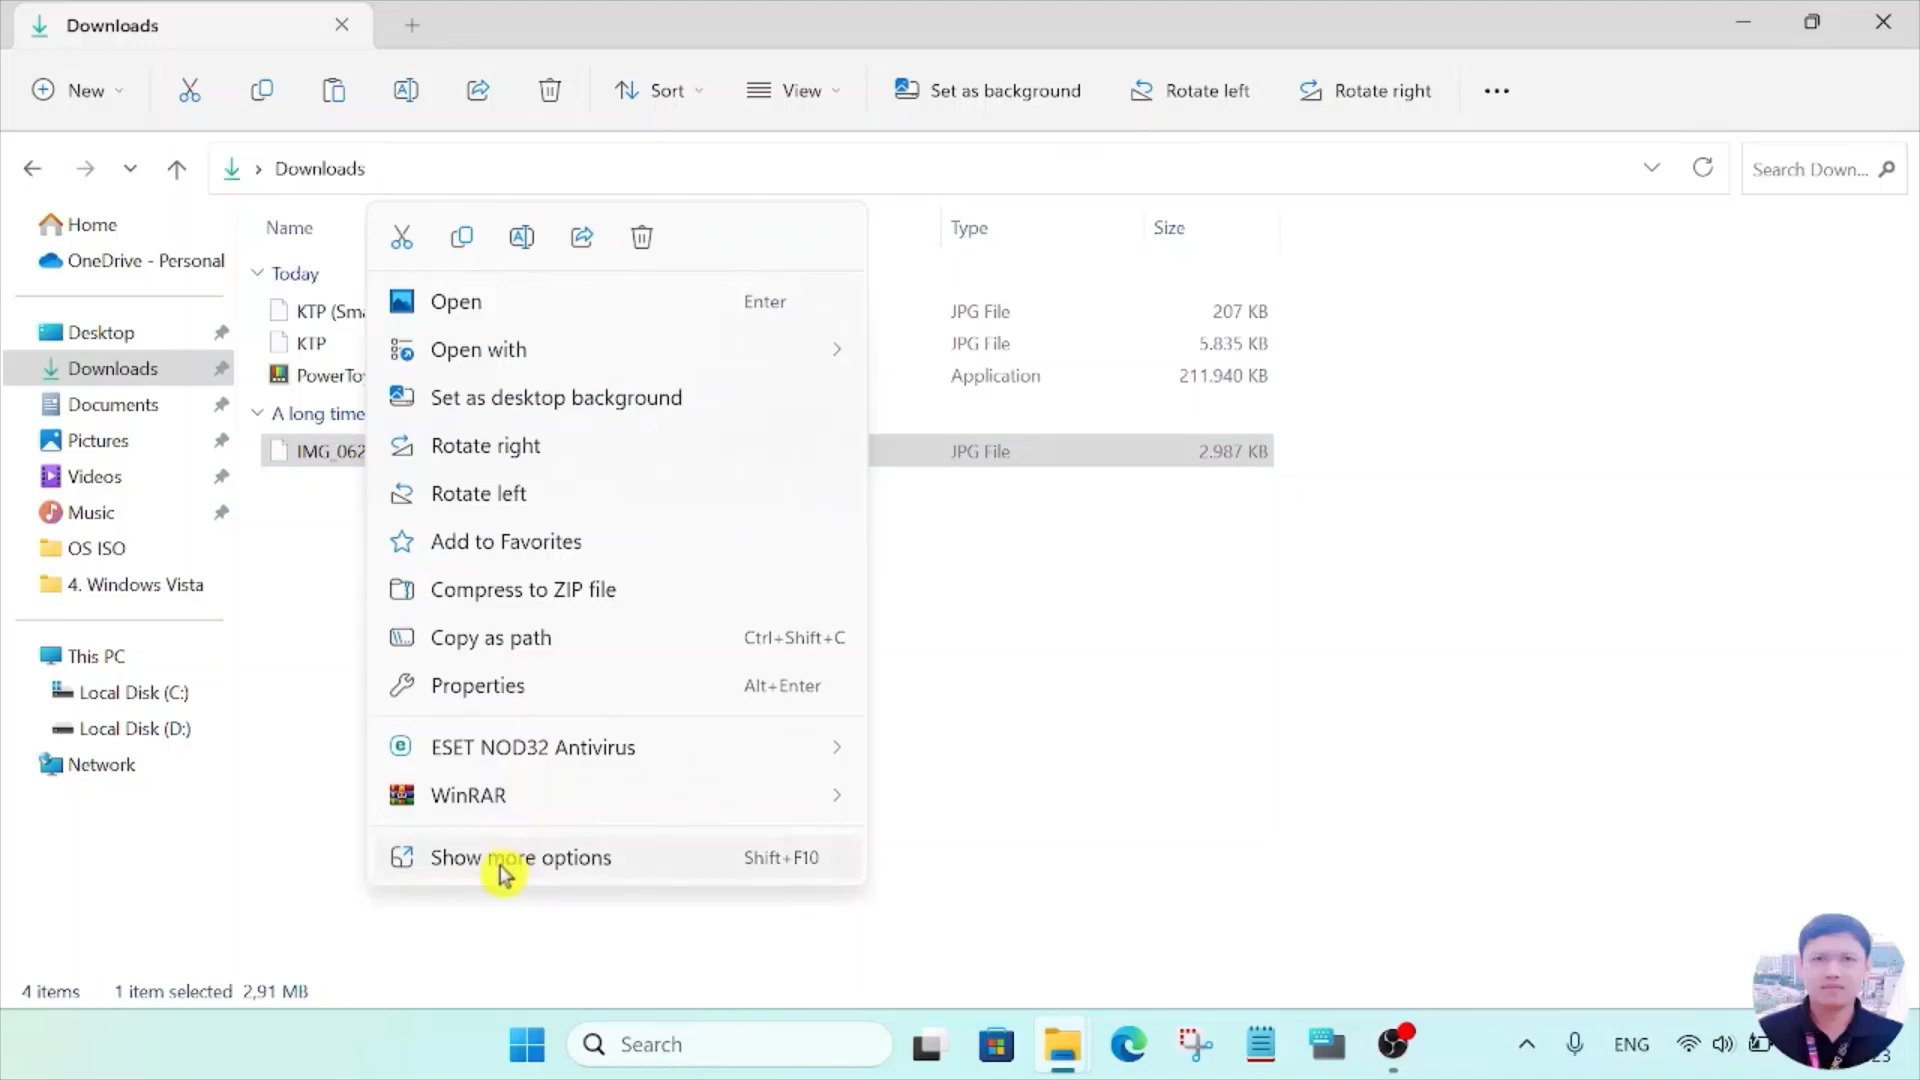 Downloads
New
Sort
View
Set as background
Rotate left
Rotate right
Downloads
Search Down...
Home
OneDrive - Personal
Desktop
Downloads
Documents
Pictures
Videos
Music
OS ISO
4. Windows Vista
This PC
Local Disk (C:)
Local Disk (D:)
Network
Name Type Size
Today
KTP (Sma JPG File 207 KB
KTP JPG File 5.835 KB
PowerToy Application 211.940 KB
A long time
IMG_062 JPG File 2.987 KB
Open Enter
Open with
Set as desktop background
Rotate right
Rotate left
Add to Favorites
Compress to ZIP file
Copy as path Ctrl+Shift+C
Properties Alt+Enter
ESET NOD32 Antivirus
WinRAR
Show more options Shift+F10
4 items 1 item selected 2,91 MB
Search
ENG